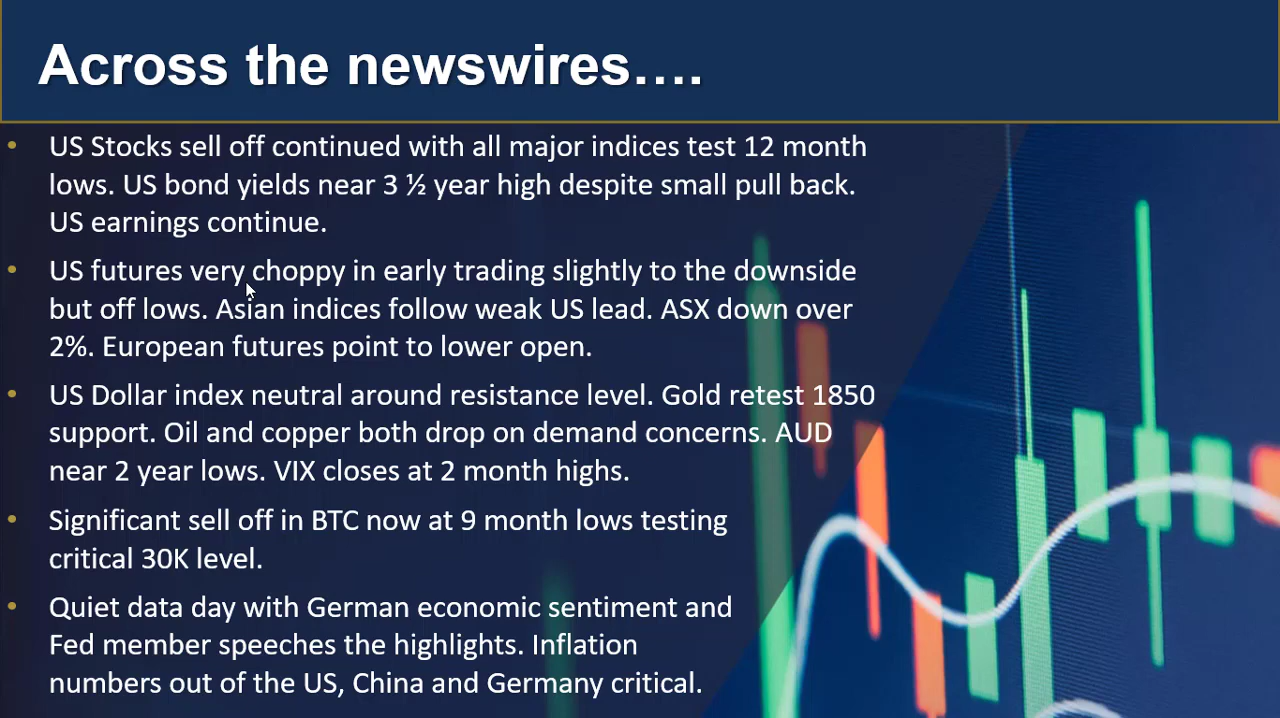 Across the newswires….
US Stocks sell off continued with all major indices test 12 month
lows. US bond yields near 3 ½ year high despite small pull back.
US earnings continue.
US futures very choppy in early trading slightly to the downside
but off lows. Asian indices follow weak US lead. ASX down over
2%. European futures point to lower open.
US Dollar index neutral around resistance level. Gold retest 1850
support. Oil and copper both drop on demand concerns. AUD
near 2 year lows. VIX closes at 2 month highs.
Significant sell off in BTC now at 9 month lows testing
critical 30K level.
Quiet data day with German economic sentiment and
Fed member speeches the highlights. Inflation
numbers out of the US, China and Germany critical.